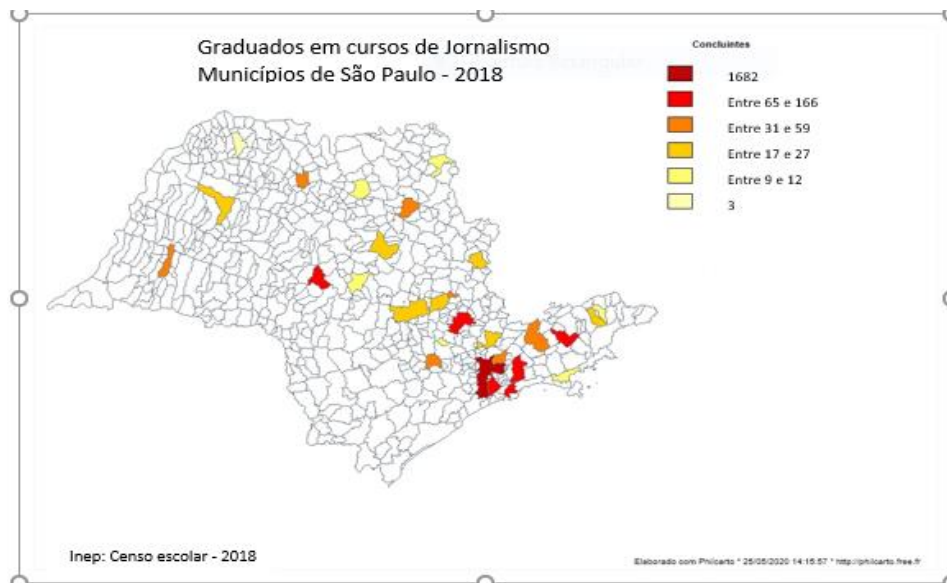 Graduados em cursos de Jornalismo
Municípios de São Paulo - 2018
Concluintes
1682
Entre 65 e 166
Entre 31 e 59
Entre 17 e 27
Entre 9 e 12
3
Inep: Censo escolar - 2018
Elaborado com Philcarto * 25/05/2020 14:15:57 * http://philcarto.free.fr